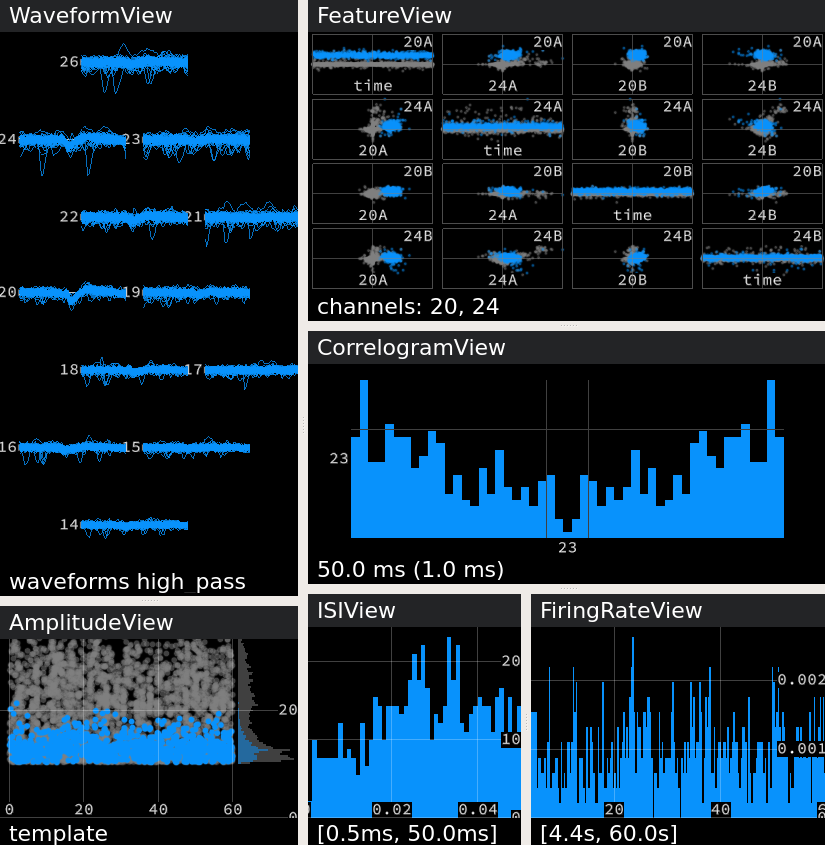 WaveformView
26
24 23
22 21
20 19
18 17
16 15
14
waveforms high_pass
FeatureView
20A 20A 20A 20A
time 24A 20B 24B
24A 24A 24A 24A
20A time 20B 24B
20B 20B 20B 20B
20A 24A time 24B
24B 24B 24B 24B
20A 24A 20B time
channels: 20, 24
CorrelogramView
23
23
50.0 ms (1.0 ms)
AmplitudeView
20
0 20 40 60 0
template
ISIView
20
10
0.02 0.04 0
[0.5ms, 50.0ms]
FiringRateView
0.002
0.001
20 40 6
[4.4s, 60.0s]